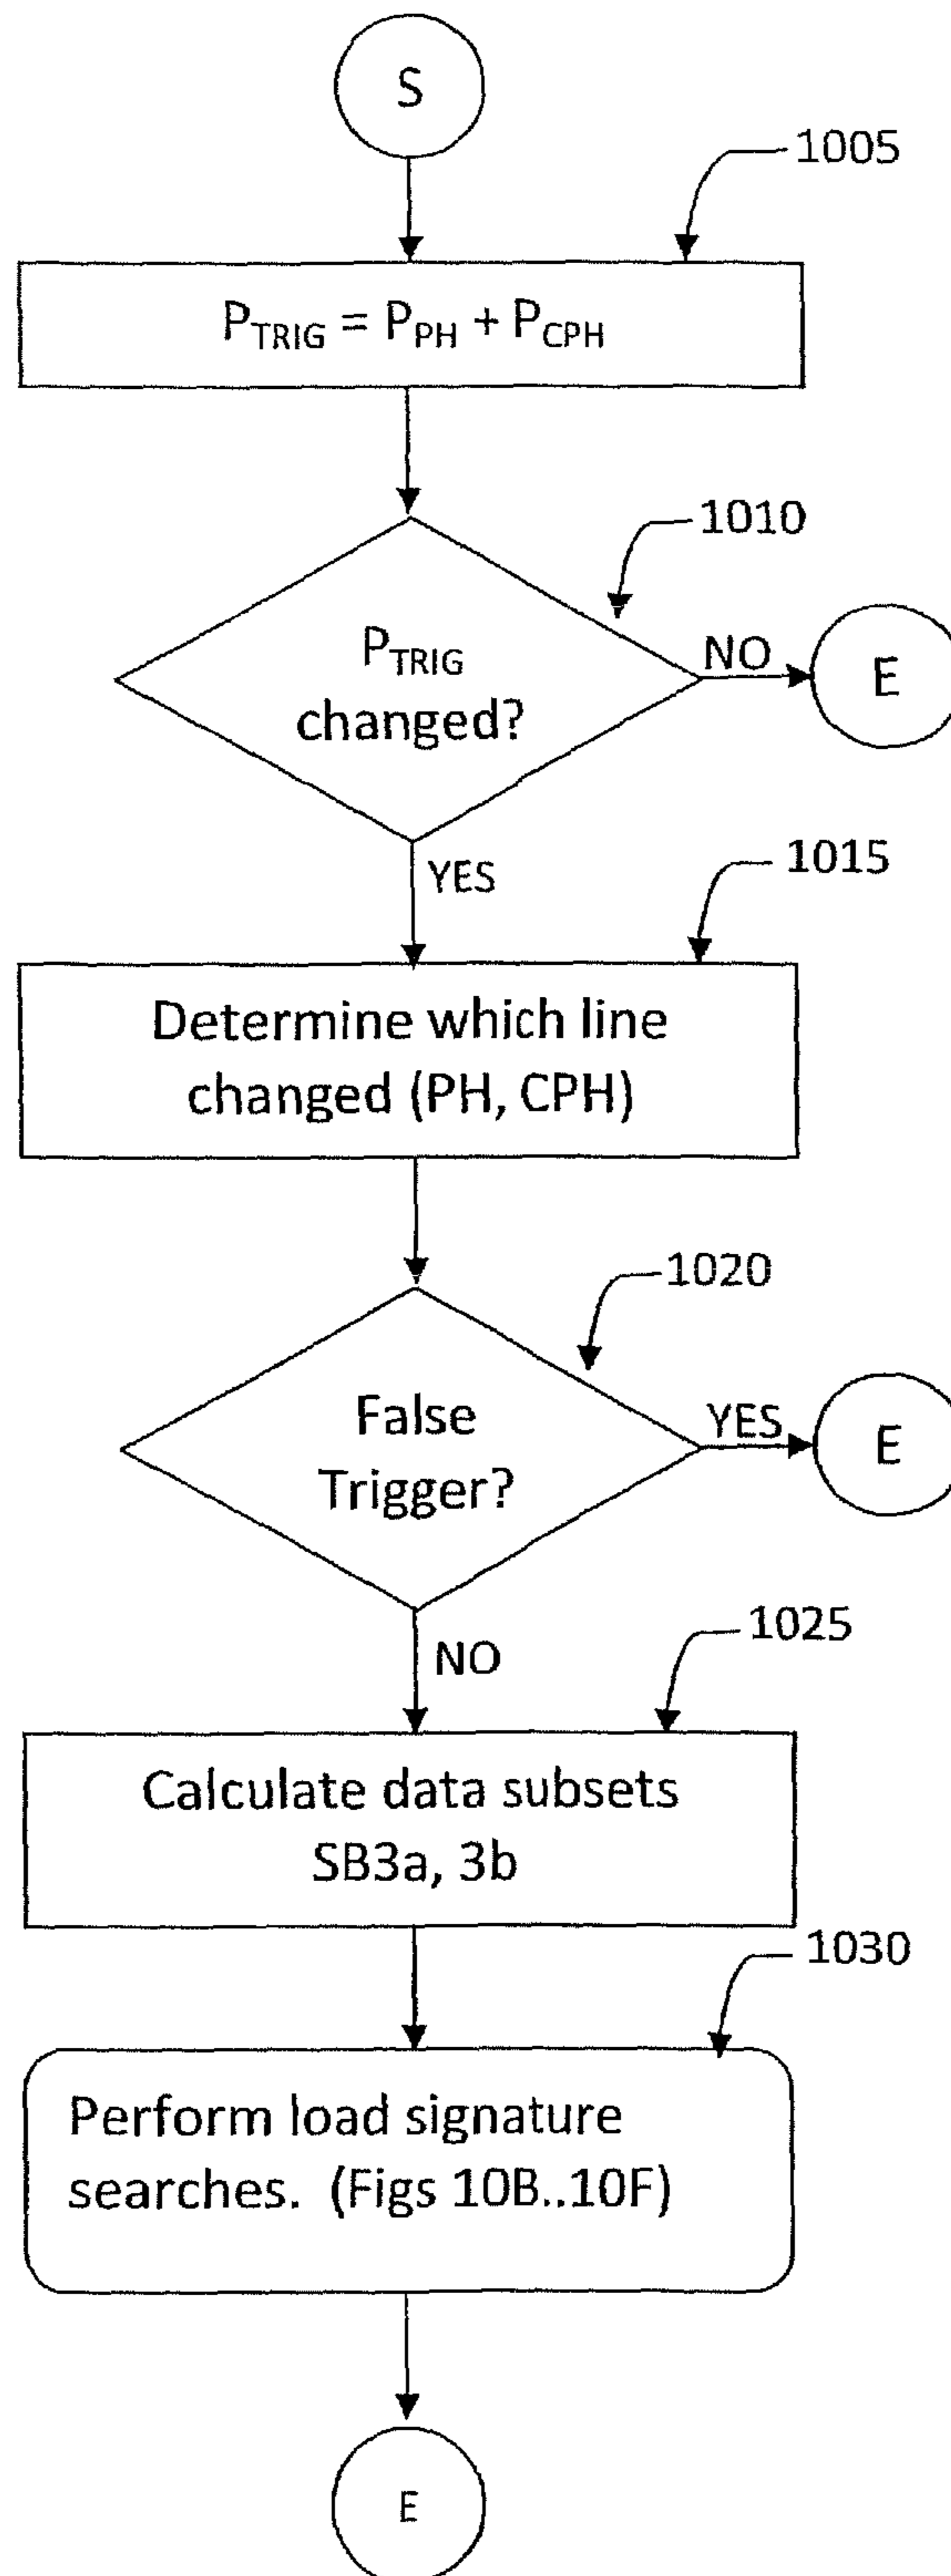 S
1005
P_TRIG = P_PH + P_CPH
1010
P_TRIG
changed?
NO
E
YES
1015
Determine which line
changed (PH, CPH)
1020
False
Trigger?
YES
E
NO
1025
Calculate data subsets
SB3a, 3b
1030
Perform load signature
searches.  (Figs 10B..10F)
E